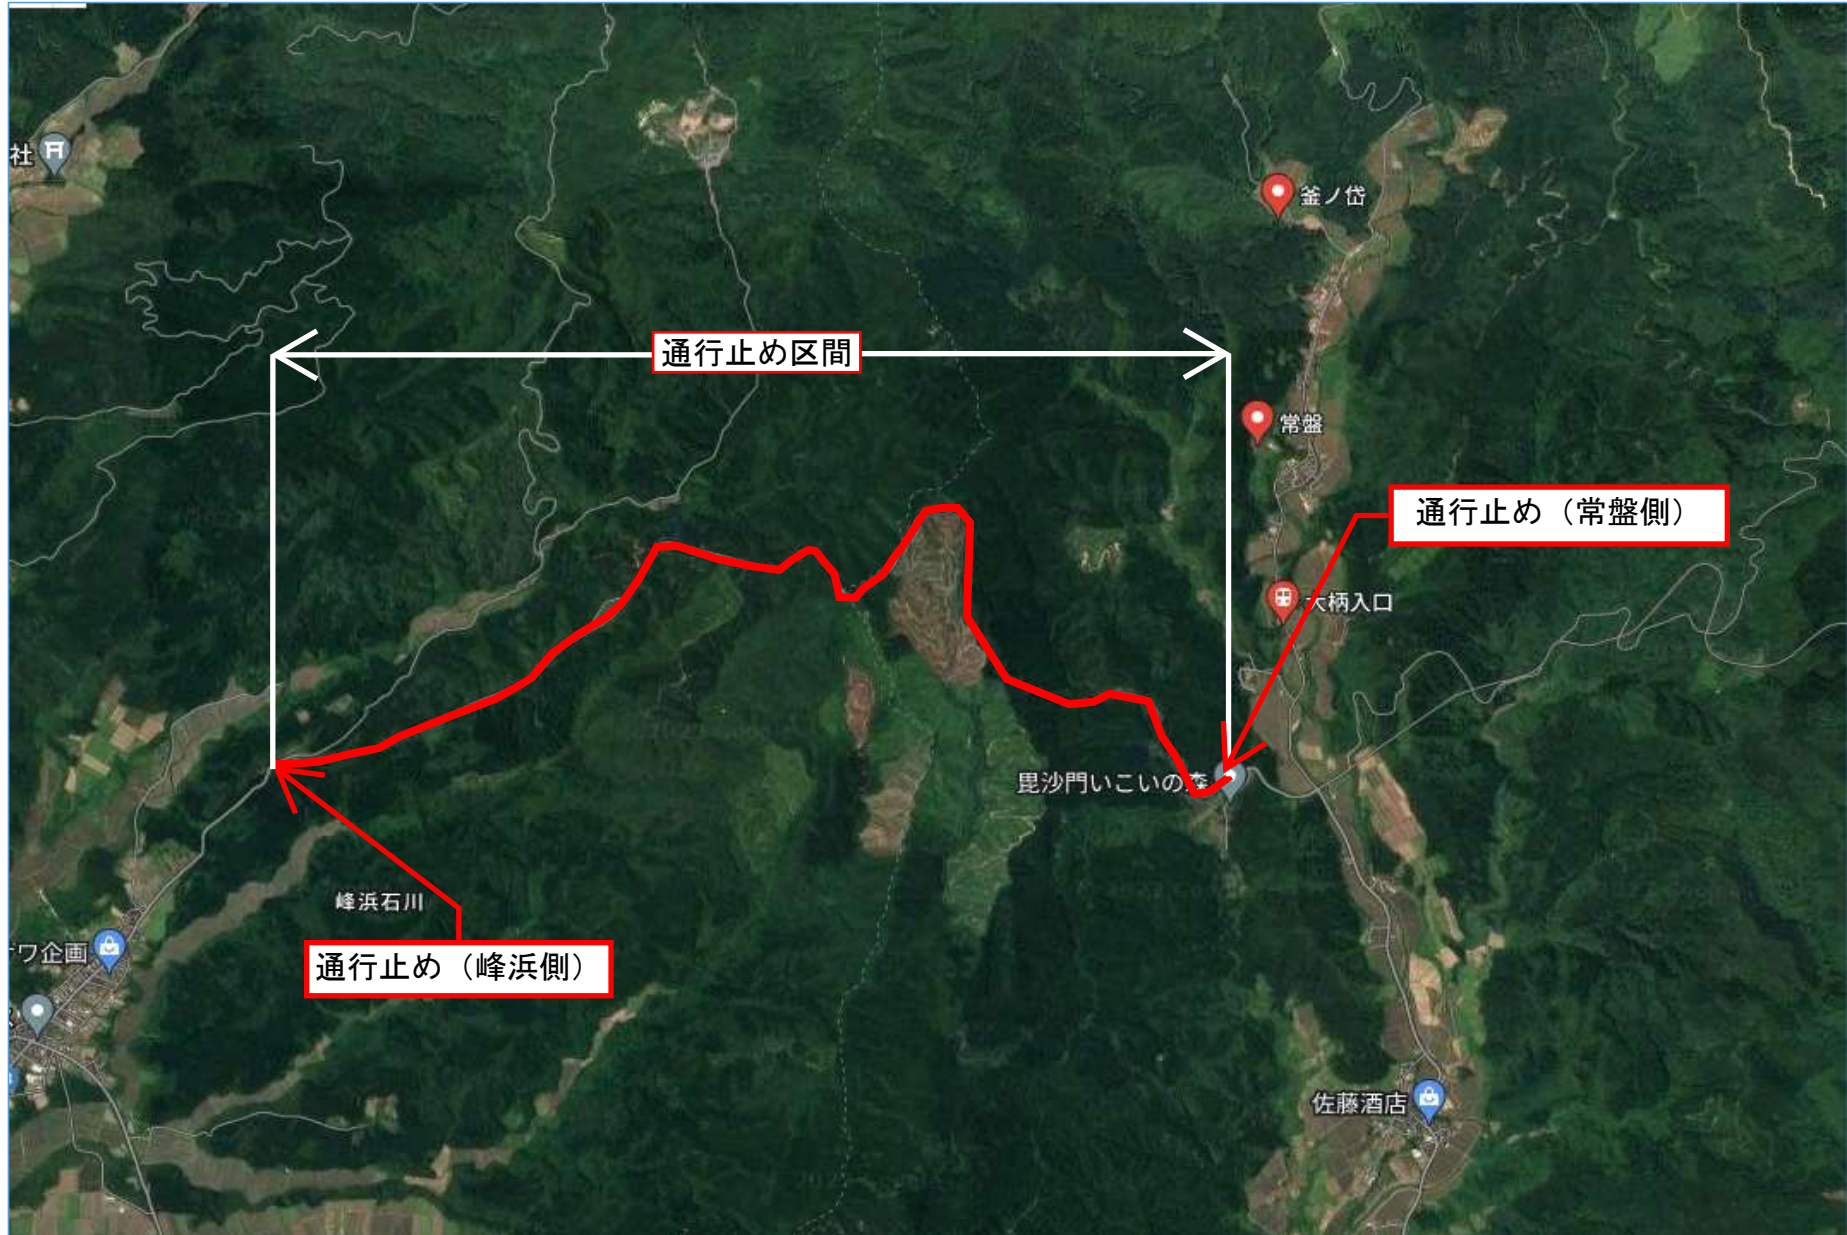 社
釜ノ岱
通行止め区間
常盤
通行止め（常盤側）
大柄入口
毘沙門いこいの森
峰浜石川
ワ企画
通行止め（峰浜側）
佐藤酒店